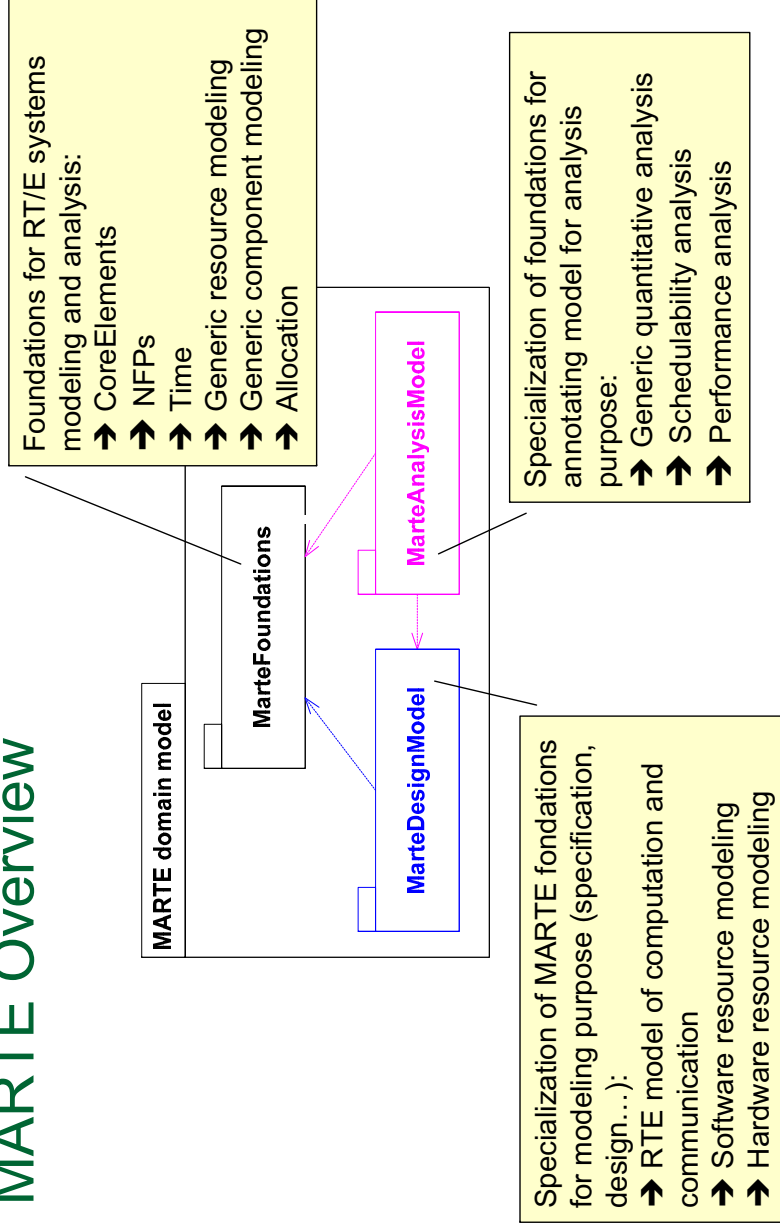 MARTE Overview
Foundations for RT/E systems
modeling and analysis:
➔ CoreElements
➔ NFPs
➔ Time
➔ Generic resource modeling
➔ Generic component modeling
➔ Allocation
MARTE domain model
MarteFoundations
MarteDesignModel
MarteAnalysisModel
Specialization of MARTE fondations
for modeling purpose (specification,
design…):
➔ RTE model of computation and
communication
➔ Software resource modeling
➔ Hardware resource modeling
Specialization of foundations for
annotating model for analysis
purpose:
➔ Generic quantitative analysis
➔ Schedulability analysis
➔ Performance analysis